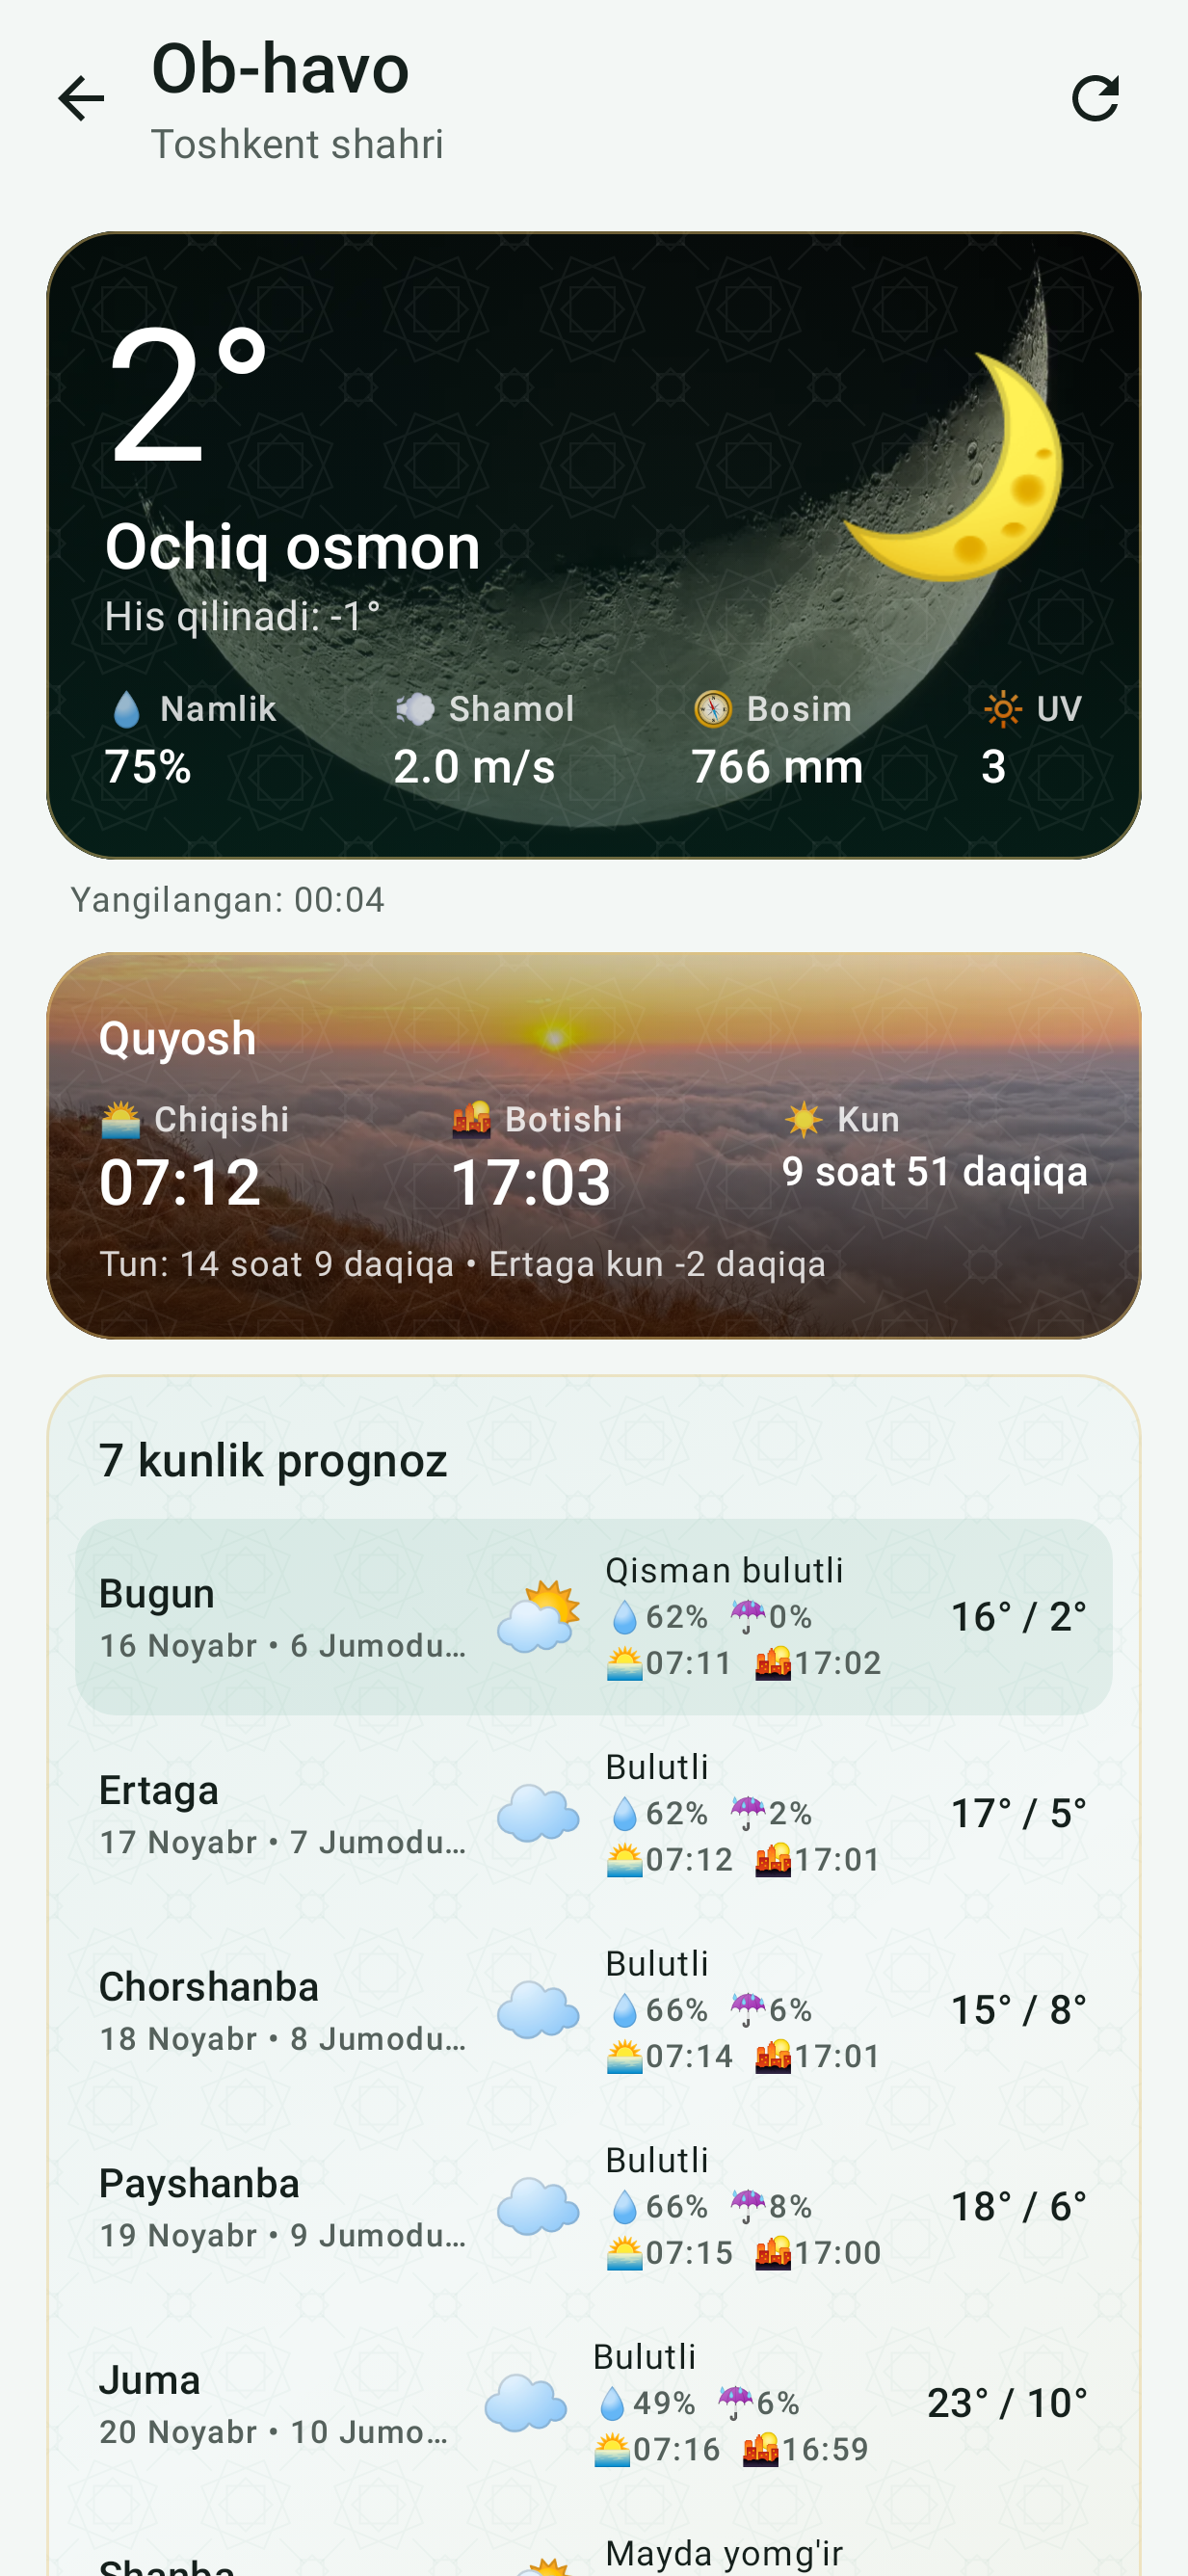 Ob-havo
Toshkent shahri
2°
Ochiq osmon
His qilinadi: -1°
Namlik Shamol Bosim UV
75% 2.0 m/s 766 mm 3
Yangilangan: 00:04
Quyosh
Chiqishi Botishi Kun
07:12 17:03 9 soat 51 daqiqa
Tun: 14 soat 9 daqiqa • Ertaga kun -2 daqiqa
7 kunlik prognoz
Bugun
16 Noyabr • 6 Jumodu...
Qisman bulutli
62% 0%
07:11 17:02
16° / 2°
Ertaga
17 Noyabr • 7 Jumodu...
Bulutli
62% 2%
07:12 17:01
17° / 5°
Chorshanba
18 Noyabr • 8 Jumodu...
Bulutli
66% 6%
07:14 17:01
15° / 8°
Payshanba
19 Noyabr • 9 Jumodu...
Bulutli
66% 8%
07:15 17:00
18° / 6°
Juma
20 Noyabr • 10 Jumo...
Bulutli
49% 6%
07:16 16:59
23° / 10°
Shanba
Mayda yomg'ir